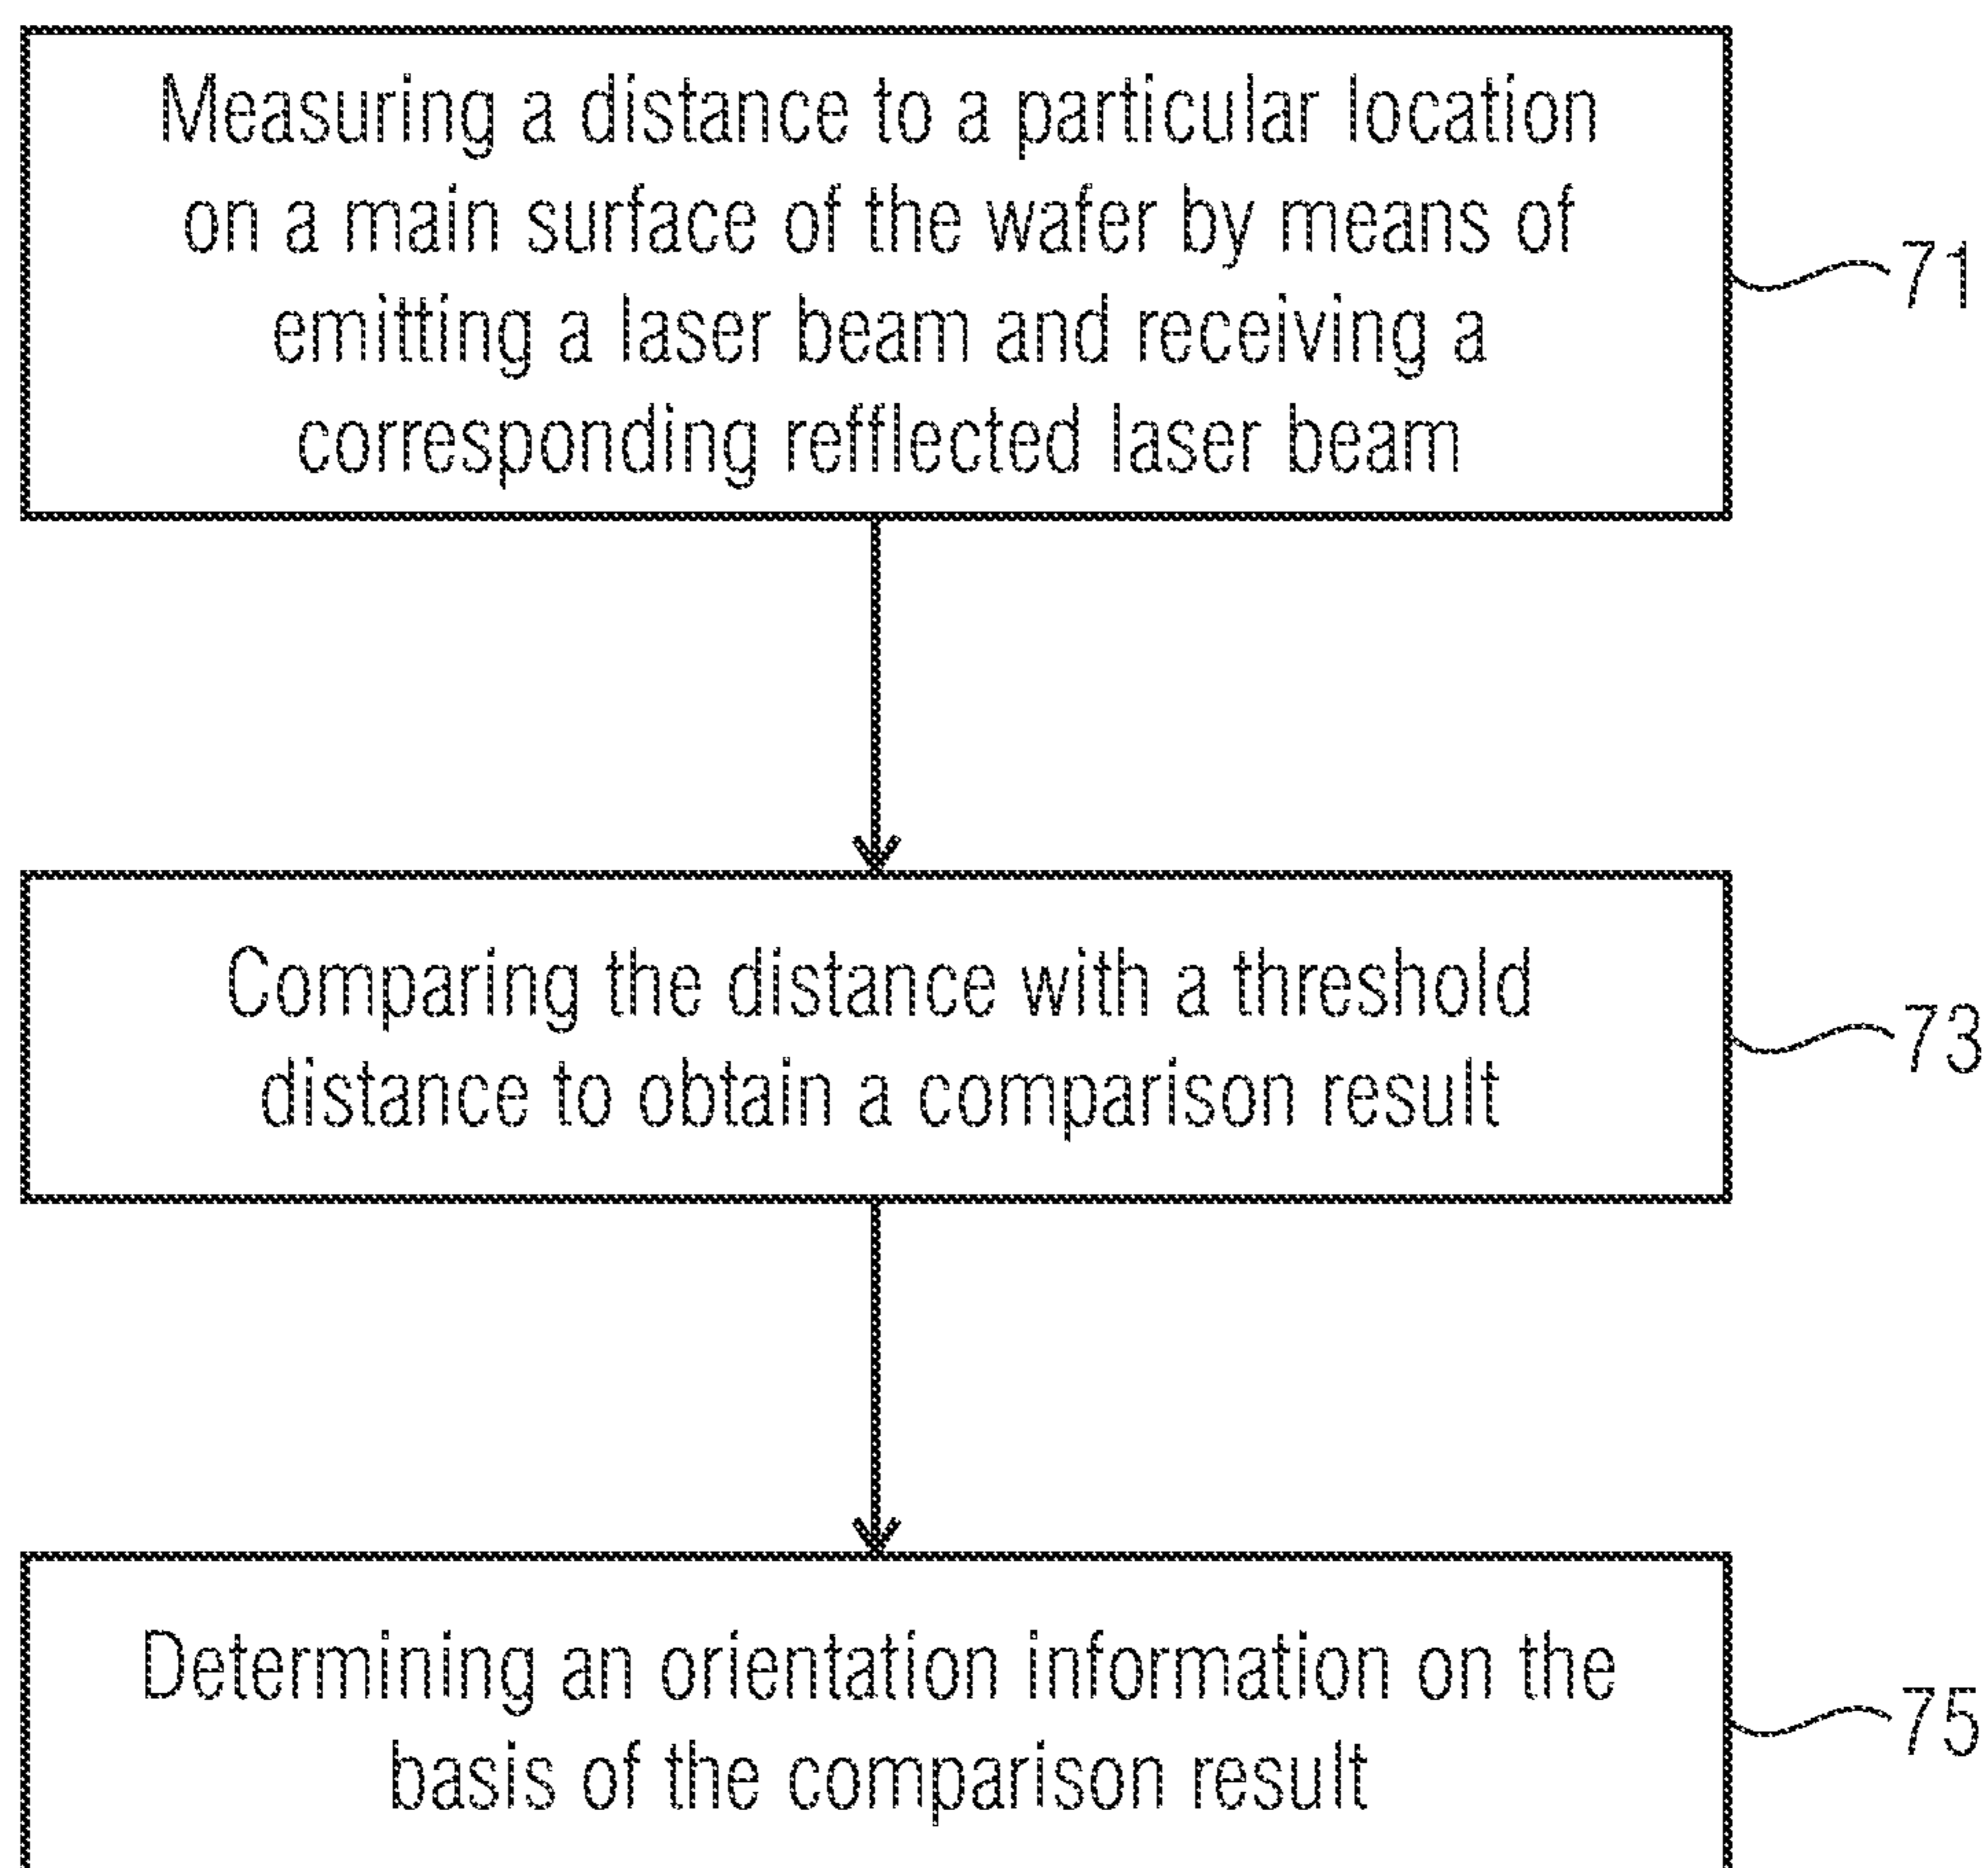 Measuring a distance to a particular location
on a main surface of the wafer by means of
emitting a laser beam and receiving a
corresponding refflected laser beam
71
Comparing the distance with a threshold
distance to obtain a comparison result
73
Determining an orientation information on the
basis of the comparison result
75